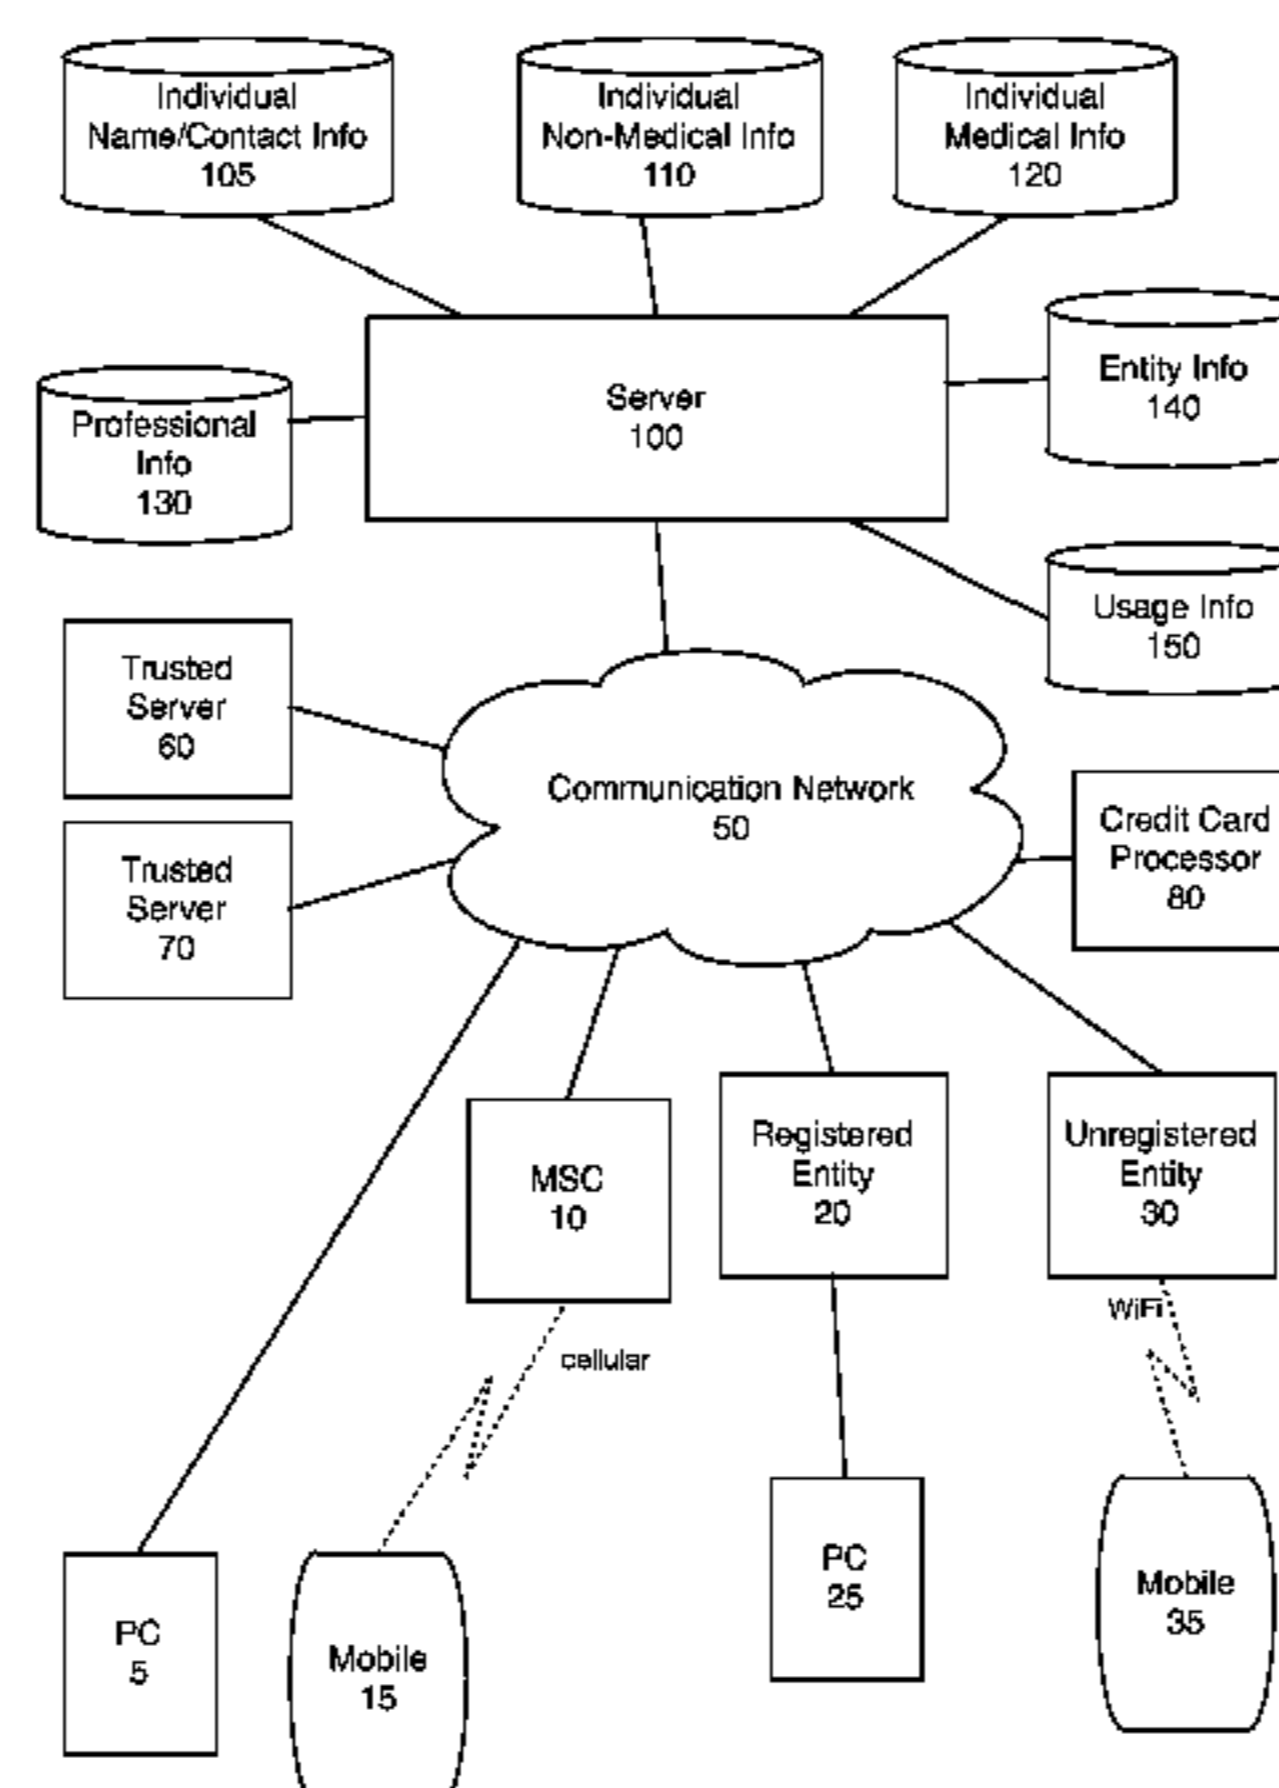 Individual
Name/Contact Info
105
Individual
Non-Medical Info
110
Individual
Medical Info
120
Professional
Info
130
Server
100
Entity Info
140
Usage Info
150
Trusted
Server
60
Trusted
Server
70
Communication Network
50
Credit Card
Processor
80
MSC
10
Registered
Entity
20
Unregistered
Entity
30
cellular
WiFi
PC
5
Mobile
15
PC
25
Mobile
35